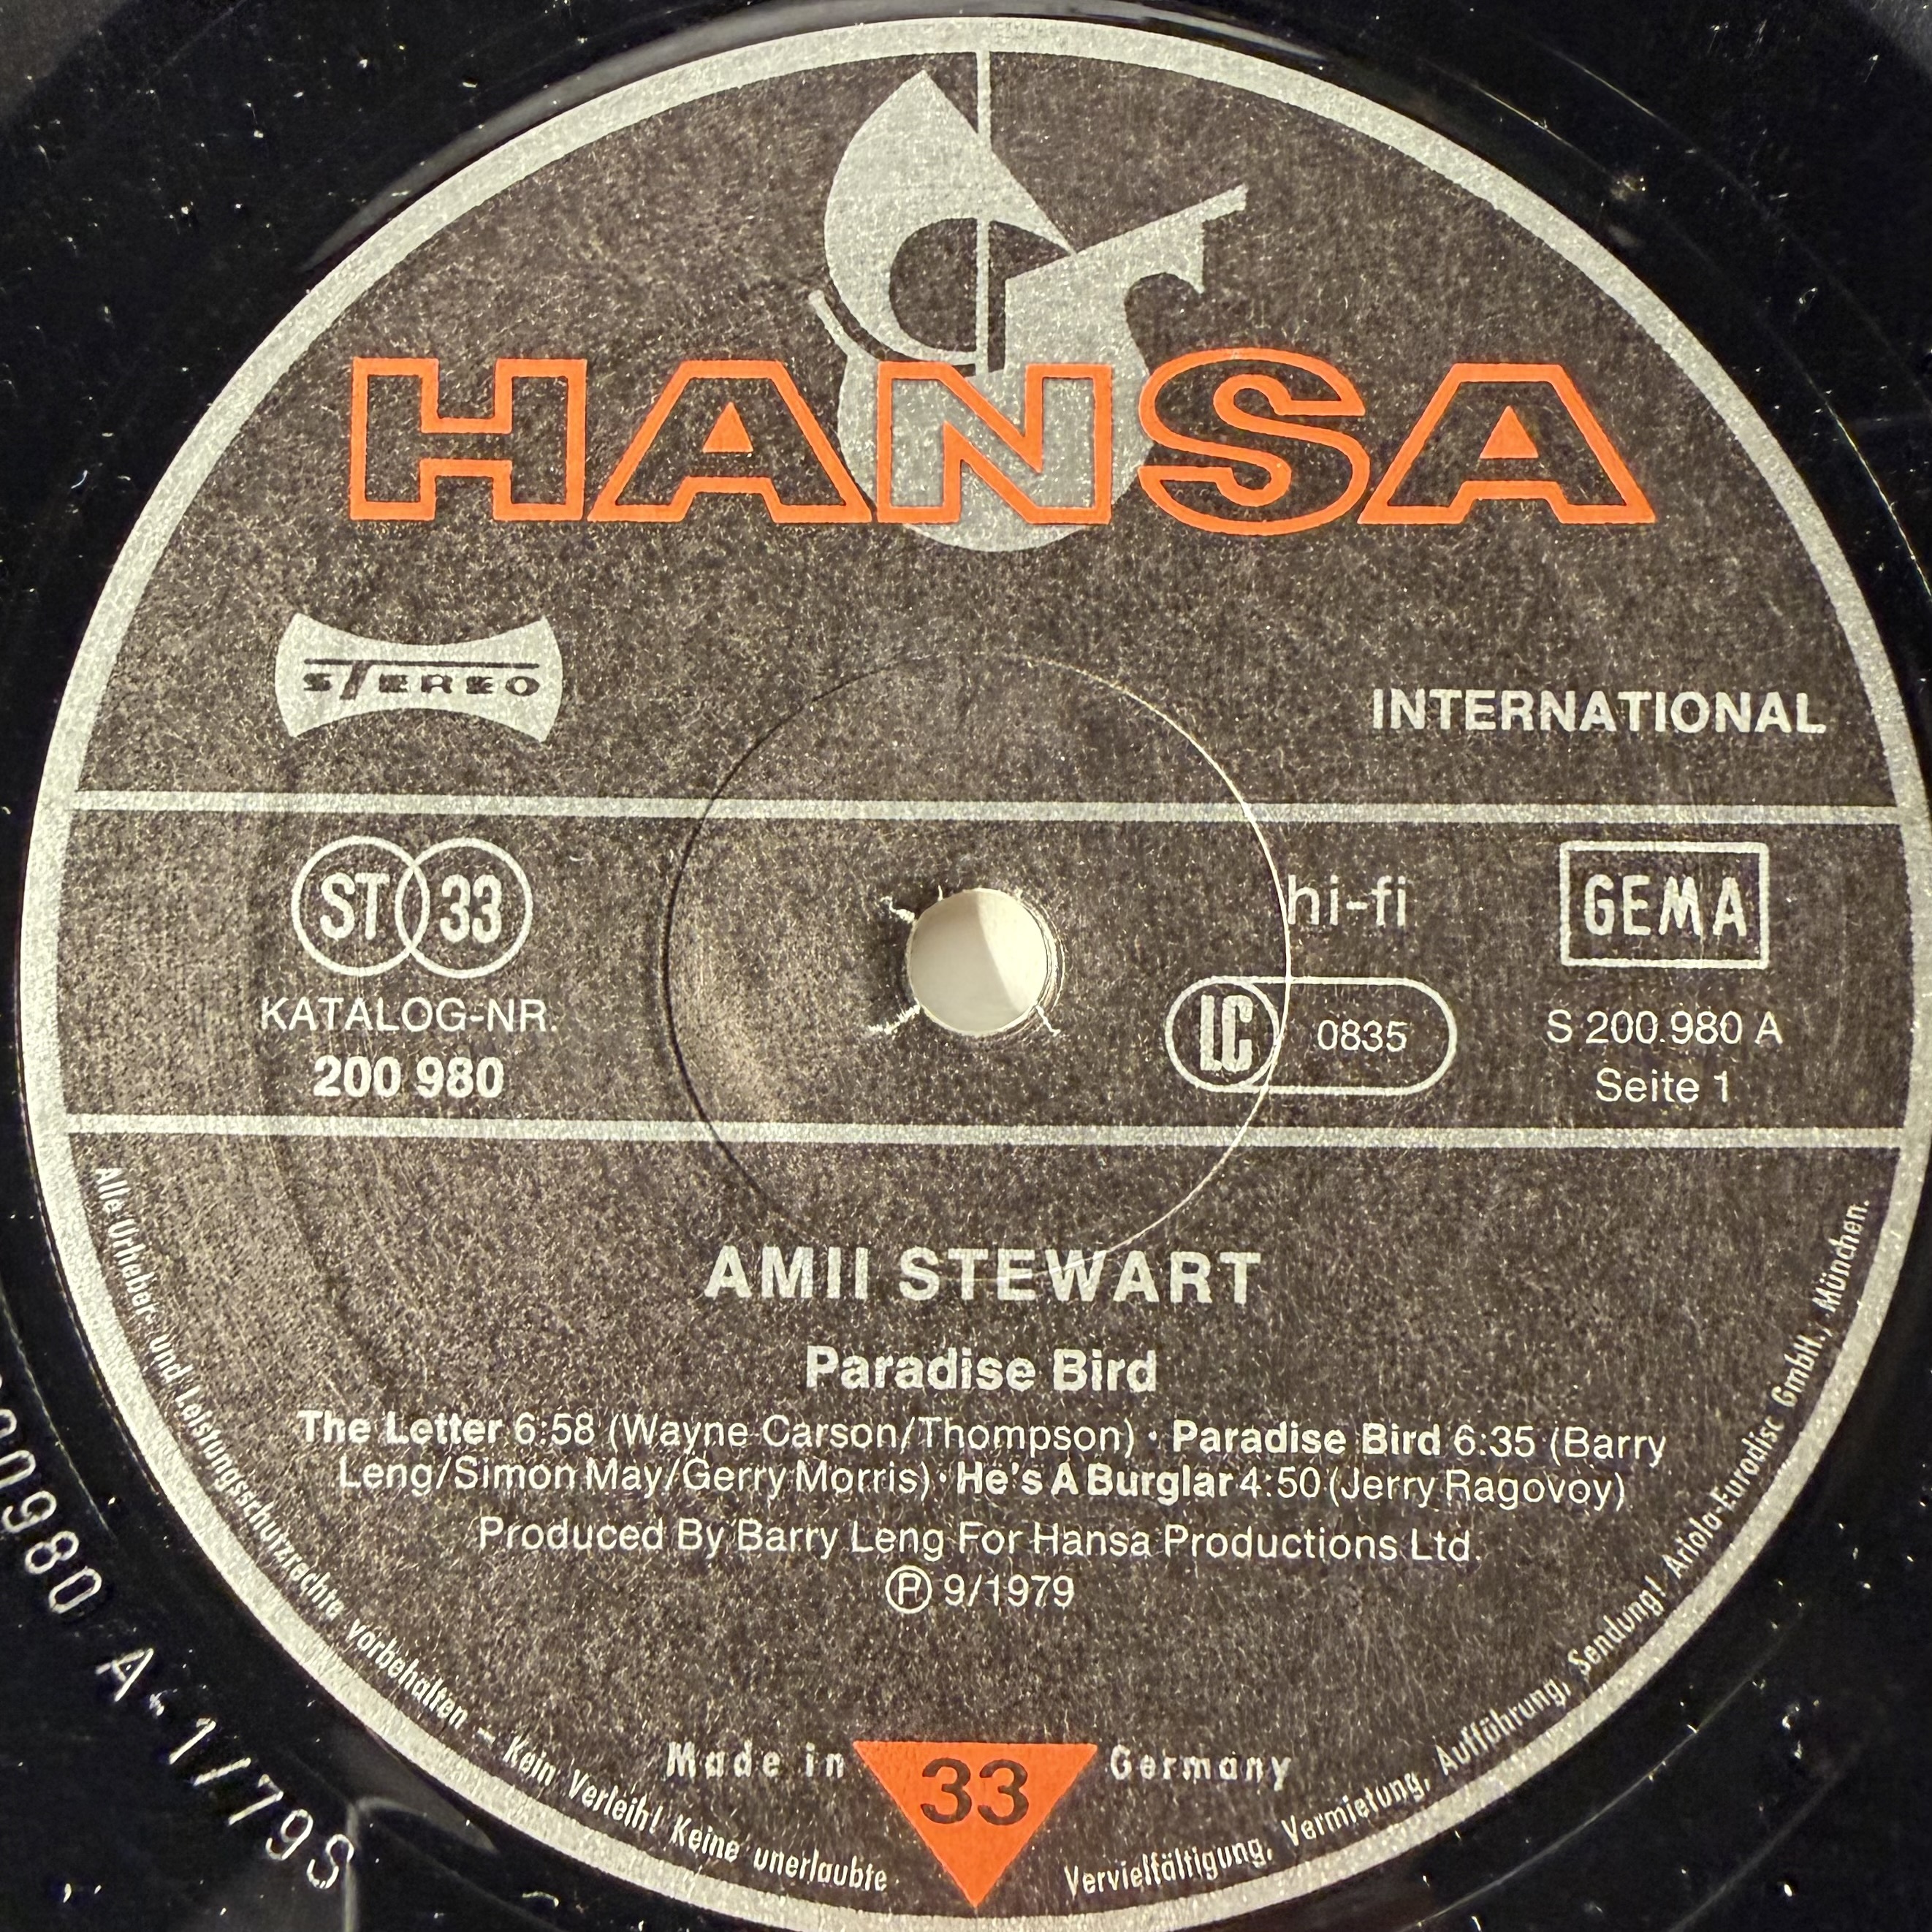 HANSA
STEREO
INTERNATIONAL
ST 33
KATALOG-NR.
200 980
hi-fi
LC 0835
GEMA
S 200.980 A
Seite 1
AMII STEWART
Paradise Bird
The Letter 6:58 (Wayne Carson/Thompson) · Paradise Bird 6:35 (Barry
Leng/Simon May/Gerry Morris) · He's A Burglar 4:50 (Jerry Ragovoy)
Produced By Barry Leng For Hansa Productions Ltd.
Ⓟ 9/1979
Made in 33 Germany
Alle Urheber- und Leistungsschutzrechte vorbehalten – Kein Verleih! Keine unerlaubte Vervielfältigung, Vermietung, Aufführung, Sendung! Ariola-Eurodisc GmbH., München.
00980 A-1/79S